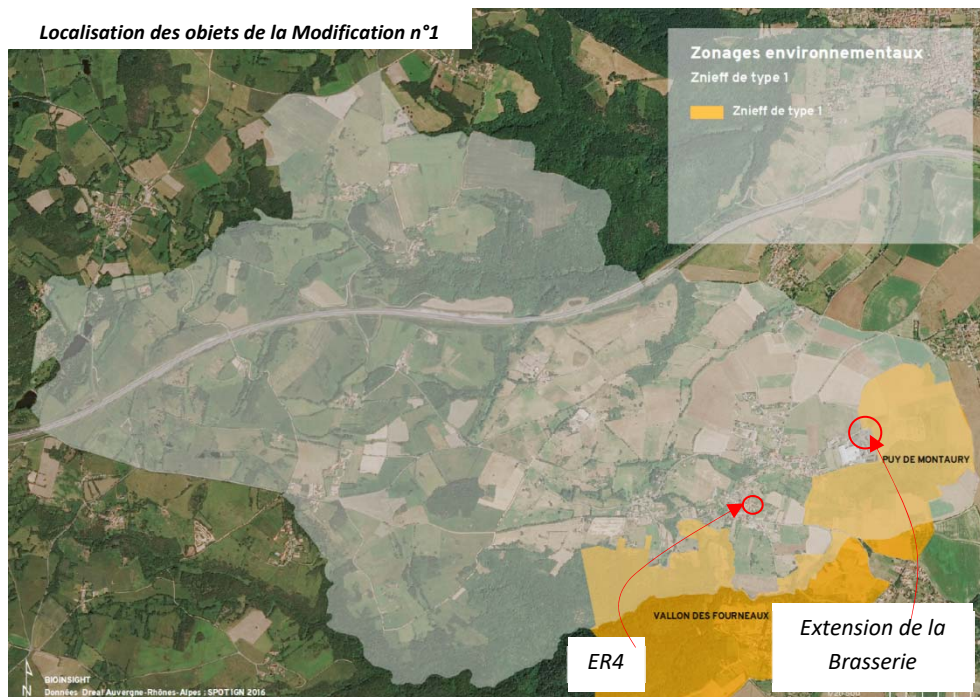 Localisation des objets de la Modification n°1
Zonages environnementaux
Znieff de type 1
Znieff de type 1
PUY DE MONTAURY
VALLON DES FOURNEAUX
ER4
Extension de la
Brasserie
N
BIOINSIGHT
Données Dreal Auvergne-Rhônes-Alpes : SPOT IGN 2016